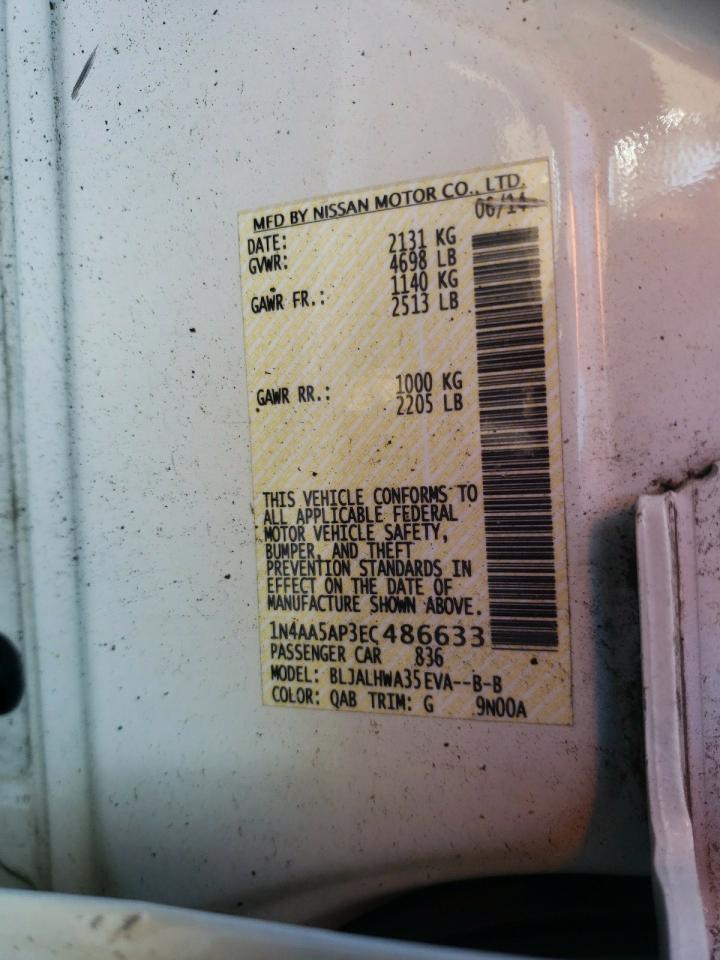 MFD BY NISSAN MOTOR CO., LTD.
DATE: 06/14
GVWR: 2131 KG
4698 LB
GAWR FR.: 1140 KG
2513 LB
GAWR RR.: 1000 KG
2205 LB
THIS VEHICLE CONFORMS TO
ALL APPLICABLE FEDERAL
MOTOR VEHICLE SAFETY,
BUMPER, AND THEFT
PREVENTION STANDARDS IN
EFFECT ON THE DATE OF
MANUFACTURE SHOWN ABOVE.
1N4AA5AP3EC486633
PASSENGER CAR 836
MODEL: BLJALHWA35EVA--B-B
COLOR: QAB TRIM: G 9N00A